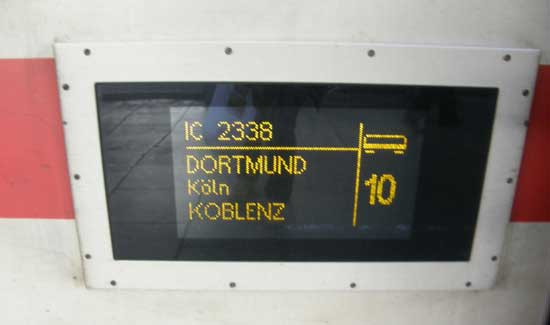 IC 2338
DORTMUND
Köln
KOBLENZ
10